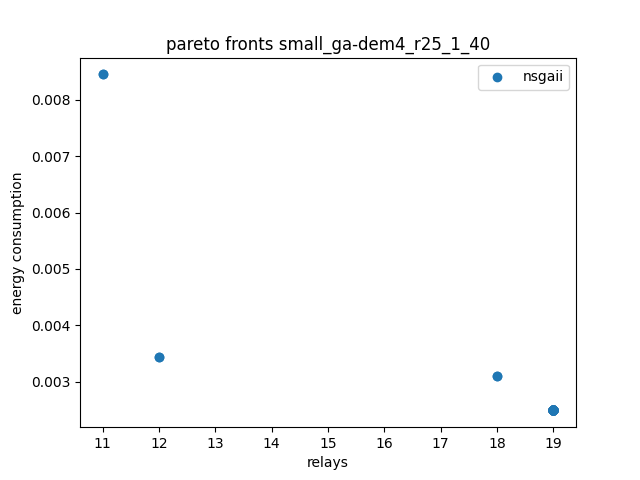 pareto fronts small_ga-dem4_r25_1_40
nsgaii
0.008
0.007
0.006
0.005
0.004
0.003
energy consumption
11 12 13 14 15 16 17 18 19
relays